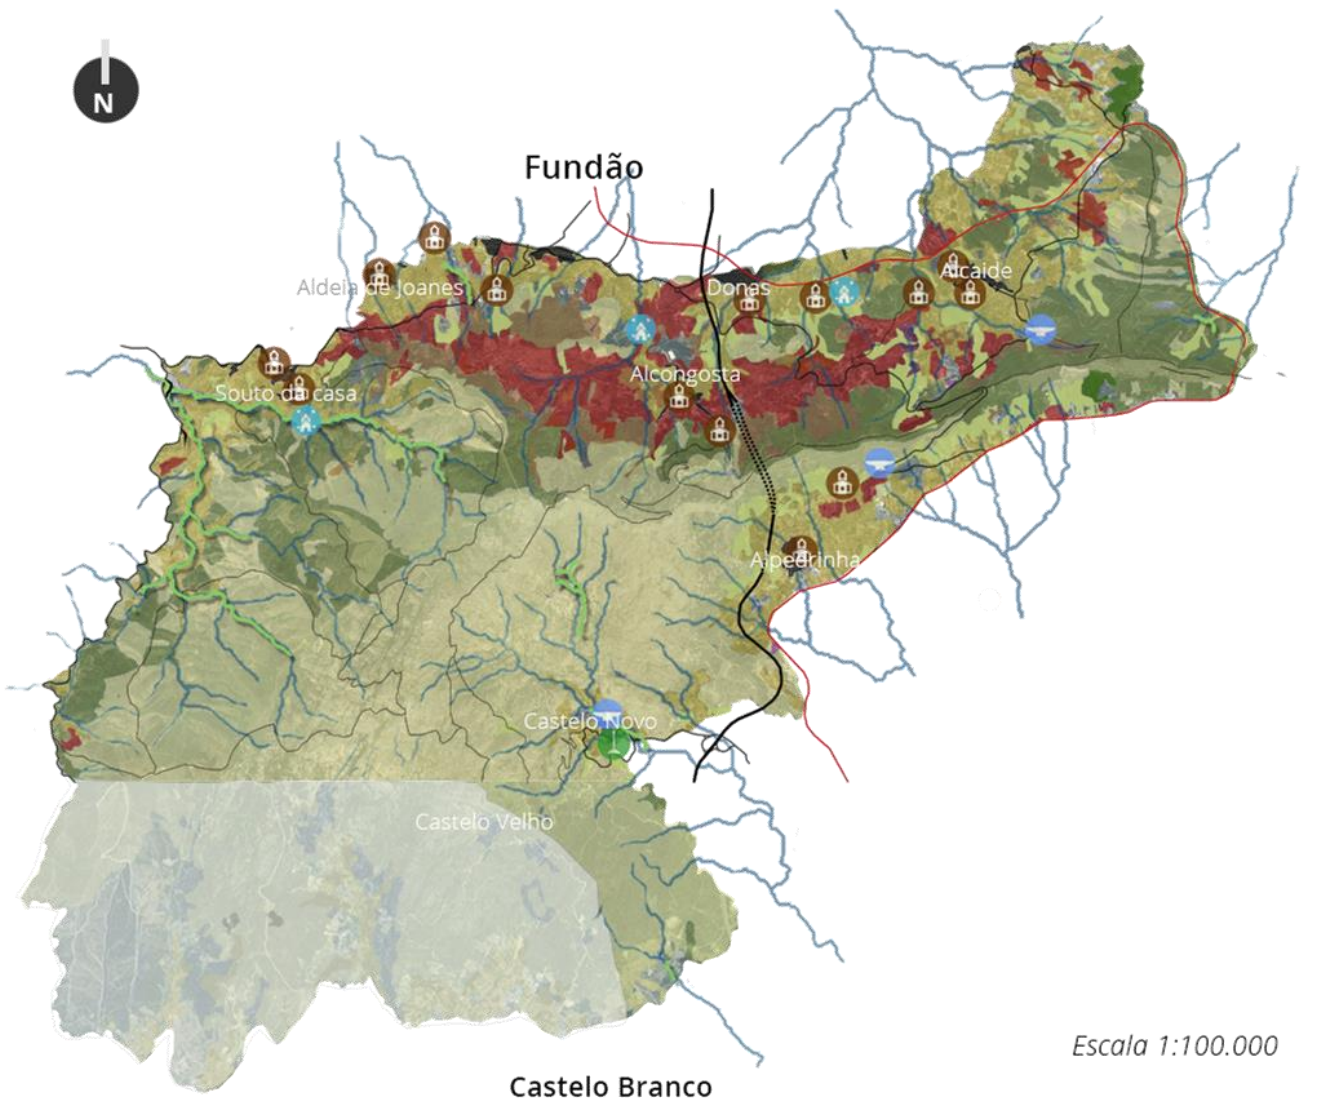 N
Fundão
Alcaide
Aldeia de Joanes
Donas
Alcongosta
Souto da casa
Alpedrinha
Castelo Novo
Castelo Velho
Escala 1:100.000
Castelo Branco